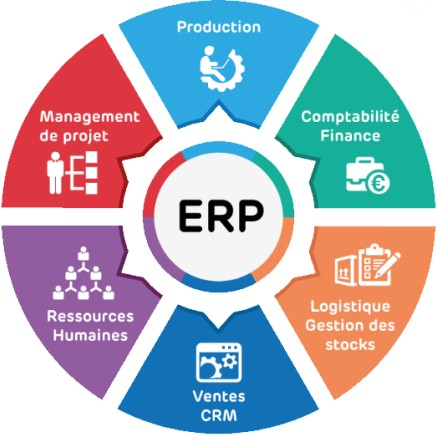 Production
Management
de projet
Comptabilité
Finance
ERP
Ressources
Humaines
Logistique
Gestion des
stocks
Ventes
CRM